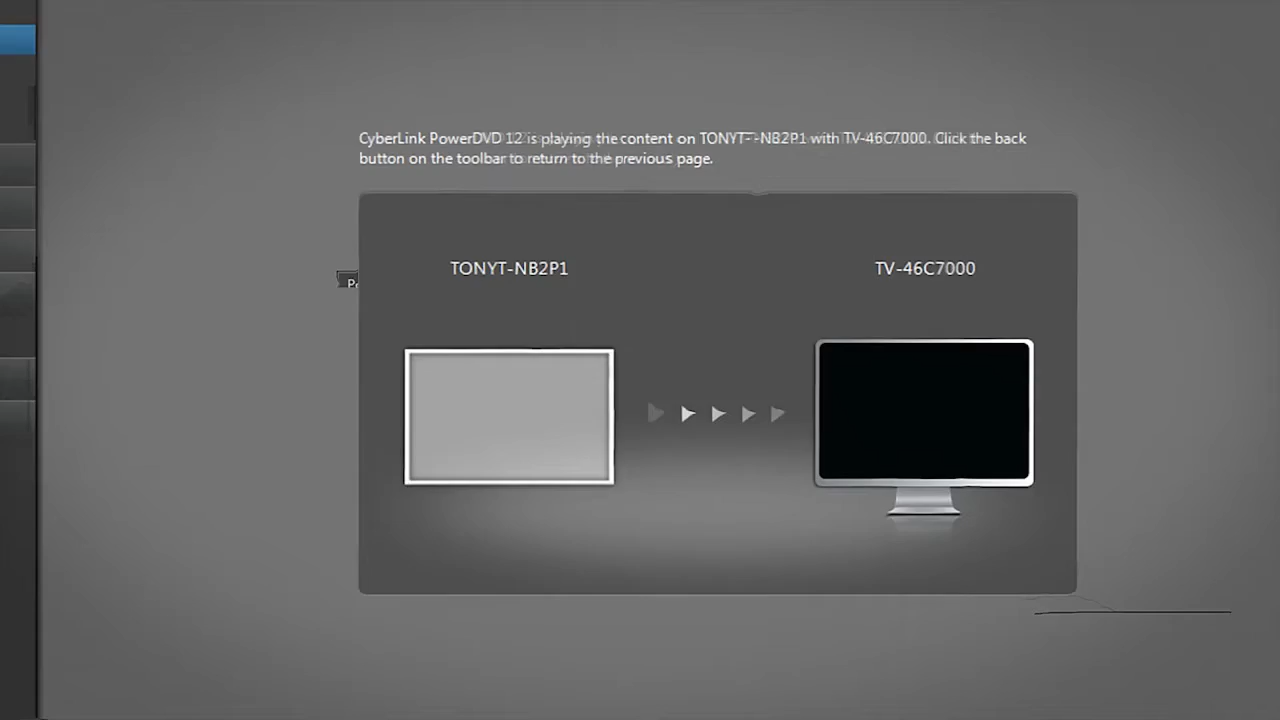 CyberLink PowerDVD 12 is playing the content on TONYT-NB2P1 with TV-46C7000. Click the back
button on the toolbar to return to the previous page.
TONYT-NB2P1
TV-46C7000